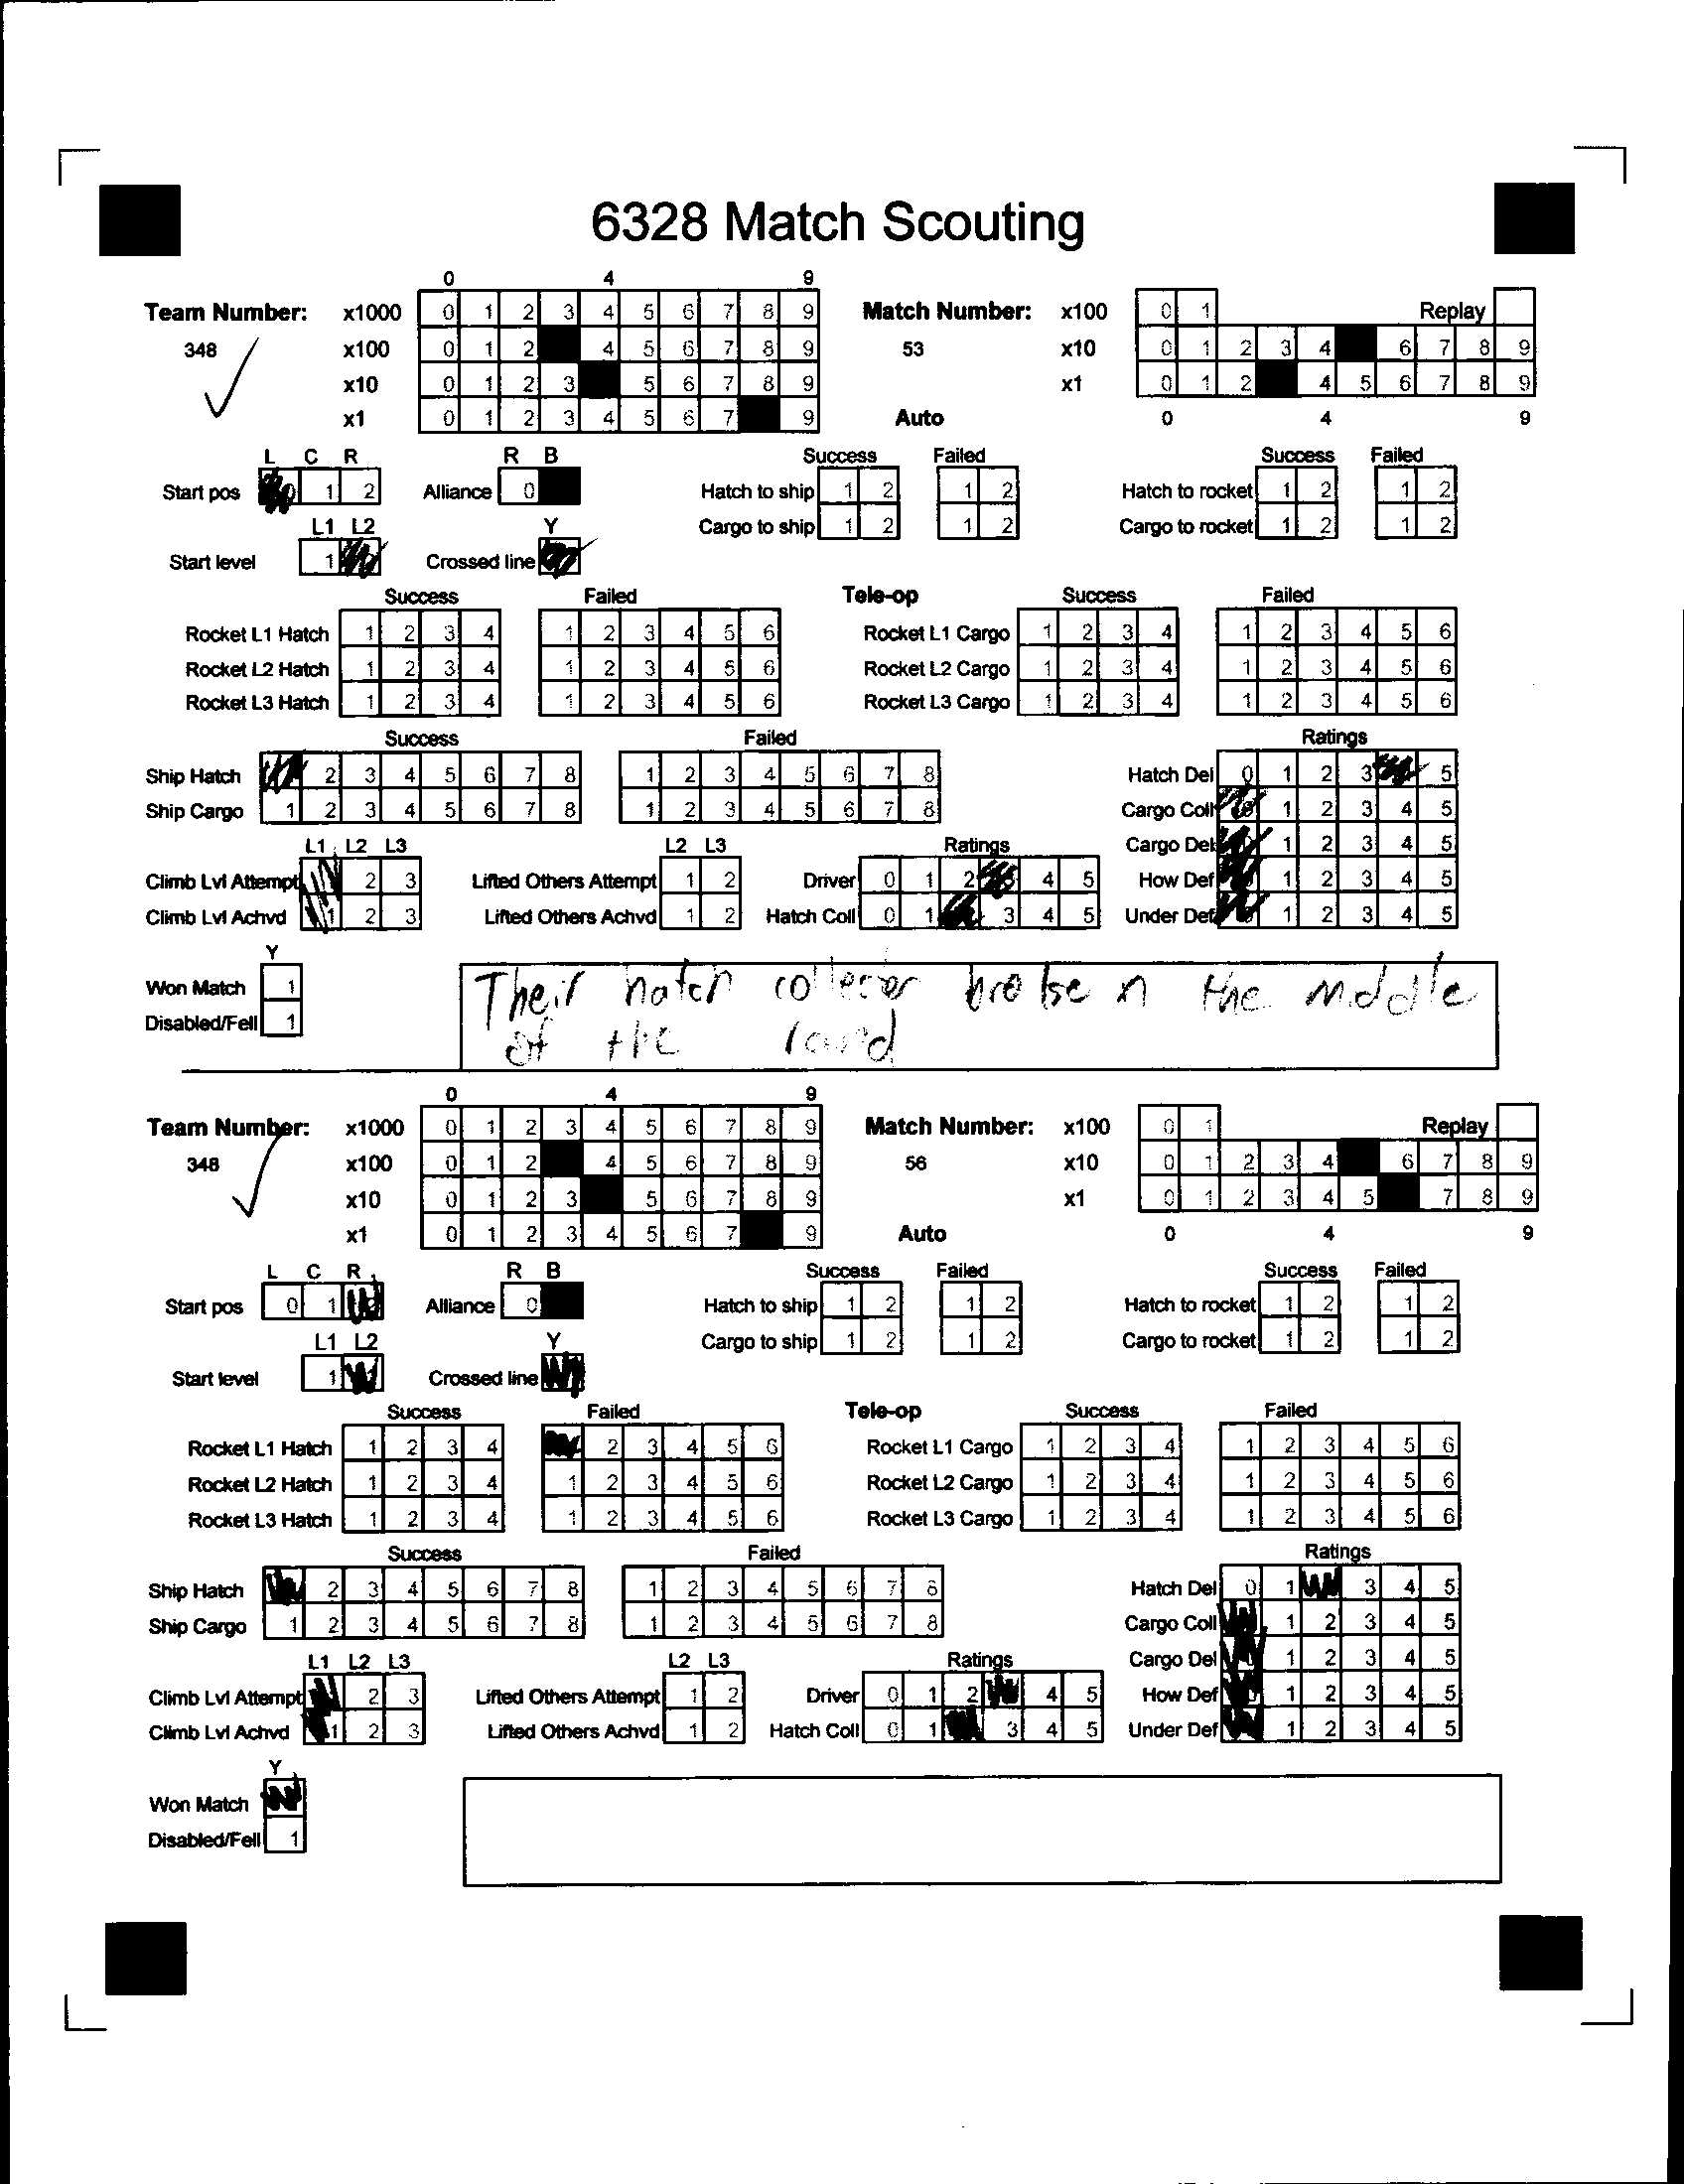 6328 Match Scouting
0 4 9
Team Number: x1000 0 1 2 3 4 5 6 7 8 9 Match Number: x100 0 1 Replay
348 x100 0 1 2 4 5 6 7 8 9 53 x10 0 1 2 3 4 6 7 8 9
x10 0 1 2 3 5 6 7 8 9 x1 0 1 2 4 5 6 7 8 9
x1 0 1 2 3 4 5 6 7 9 Auto 0 4 9
L C R R B Success Failed Success Failed
Start pos 0 1 2 Alliance 0 Hatch to ship 1 2 1 2 Hatch to rocket 1 2 1 2
L1 L2 Y Cargo to ship 1 2 1 2 Cargo to rocket 1 2 1 2
Start level 1 Crossed line
Success Failed Tele-op Success Failed
Rocket L1 Hatch 1 2 3 4 1 2 3 4 5 6 Rocket L1 Cargo 1 2 3 4 1 2 3 4 5 6
Rocket L2 Hatch 1 2 3 4 1 2 3 4 5 6 Rocket L2 Cargo 1 2 3 4 1 2 3 4 5 6
Rocket L3 Hatch 1 2 3 4 1 2 3 4 5 6 Rocket L3 Cargo 1 2 3 4 1 2 3 4 5 6
Success Failed Ratings
Ship Hatch 2 3 4 5 6 7 8 1 2 3 4 5 6 7 8 Hatch Del 0 1 2 3 5
Ship Cargo 1 2 3 4 5 6 7 8 1 2 3 4 5 6 7 8 Cargo Coll 1 2 3 4 5
L1 L2 L3 L2 L3 Ratings Cargo Del 1 2 3 4 5
Climb Lvl Attempt 2 3 Lifted Others Attempt 1 2 Driver 0 1 2 4 5 How Def 1 2 3 4 5
Climb Lvl Achvd 1 2 3 Lifted Others Achvd 1 2 Hatch Coll 0 1 3 4 5 Under Def 1 2 3 4 5
Y
Won Match 1 Their hatch collector broke n the middle
Disabled/Fell 1 of the round
0 4 9
Team Number: x1000 0 1 2 3 4 5 6 7 8 9 Match Number: x100 0 1 Replay
348 x100 0 1 2 4 5 6 7 8 9 56 x10 0 1 2 3 4 6 7 8 9
x10 0 1 2 3 5 6 7 8 9 x1 0 1 2 3 4 5 7 8 9
x1 0 1 2 3 4 5 6 7 9 Auto 0 4 9
L C R R B Success Failed Success Failed
Start pos 0 1 Alliance 0 Hatch to ship 1 2 1 2 Hatch to rocket 1 2 1 2
L1 L2 Y Cargo to ship 1 2 1 2 Cargo to rocket 1 2 1 2
Start level 1 Crossed line
Success Failed Tele-op Success Failed
Rocket L1 Hatch 1 2 3 4 2 3 4 5 6 Rocket L1 Cargo 1 2 3 4 1 2 3 4 5 6
Rocket L2 Hatch 1 2 3 4 1 2 3 4 5 6 Rocket L2 Cargo 1 2 3 4 1 2 3 4 5 6
Rocket L3 Hatch 1 2 3 4 1 2 3 4 5 6 Rocket L3 Cargo 1 2 3 4 1 2 3 4 5 6
Success Failed Ratings
Ship Hatch 2 3 4 5 6 7 8 1 2 3 4 5 6 7 8 Hatch Del 0 1 3 4 5
Ship Cargo 1 2 3 4 5 6 7 8 1 2 3 4 5 6 7 8 Cargo Coll 1 2 3 4 5
L1 L2 L3 L2 L3 Ratings Cargo Del 1 2 3 4 5
Climb Lvl Attempt 2 3 Lifted Others Attempt 1 2 Driver 0 1 2 4 5 How Def 1 2 3 4 5
Climb Lvl Achvd 1 2 3 Lifted Others Achvd 1 2 Hatch Coll 0 1 3 4 5 Under Def 1 2 3 4 5
Y
Won Match
Disabled/Fell 1